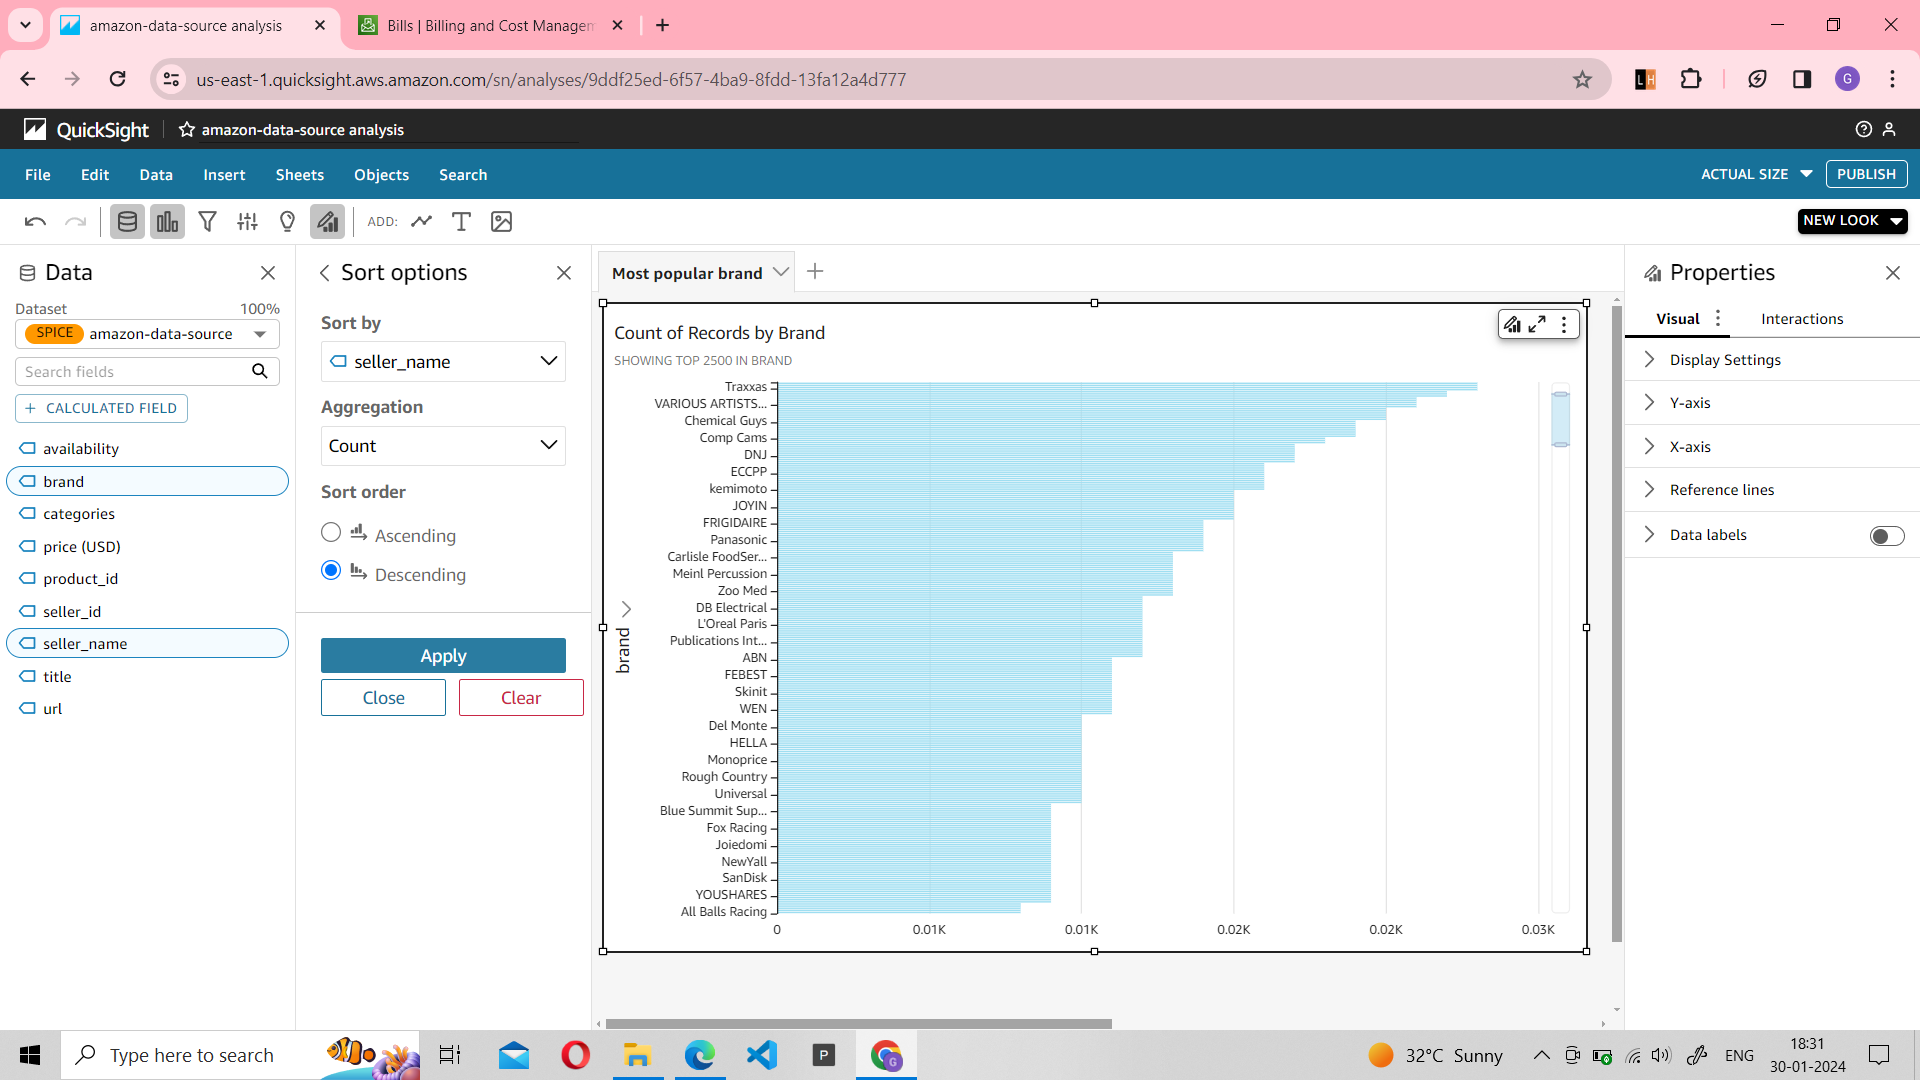 amazon-data-source analysis
Bills | Billing and Cost Managem
us-east-1.quicksight.aws.amazon.com/sn/analyses/9ddf25ed-6f57-4ba9-8fdd-13fa12a4d777
LH
G
QuickSight
amazon-data-source analysis
File Edit Data Insert Sheets Objects Search
ACTUAL SIZE
PUBLISH
ADD:
NEW LOOK
Data
Dataset 100%
SPICE amazon-data-source
Search fields
+ CALCULATED FIELD
availability
brand
categories
price (USD)
product_id
seller_id
seller_name
title
url
Sort options
Sort by
seller_name
Aggregation
Count
Sort order
Ascending
Descending
Apply
Close
Clear
Most popular brand
Count of Records by Brand
SHOWING TOP 2500 IN BRAND
brand
Traxxas
VARIOUS ARTISTS...
Chemical Guys
Comp Cams
DNJ
ECCPP
kemimoto
JOYIN
FRIGIDAIRE
Panasonic
Carlisle FoodSer...
Meinl Percussion
Zoo Med
DB Electrical
L'Oreal Paris
Publications Int...
ABN
FEBEST
Skinit
WEN
Del Monte
HELLA
Monoprice
Rough Country
Universal
Blue Summit Sup...
Fox Racing
Joiedomi
NewYall
SanDisk
YOUSHARES
All Balls Racing
0 0.01K 0.01K 0.02K 0.02K 0.03K
Properties
Visual
Interactions
Display Settings
Y-axis
X-axis
Reference lines
Data labels
Type here to search
P
G
32°C Sunny
ENG
18:31
30-01-2024